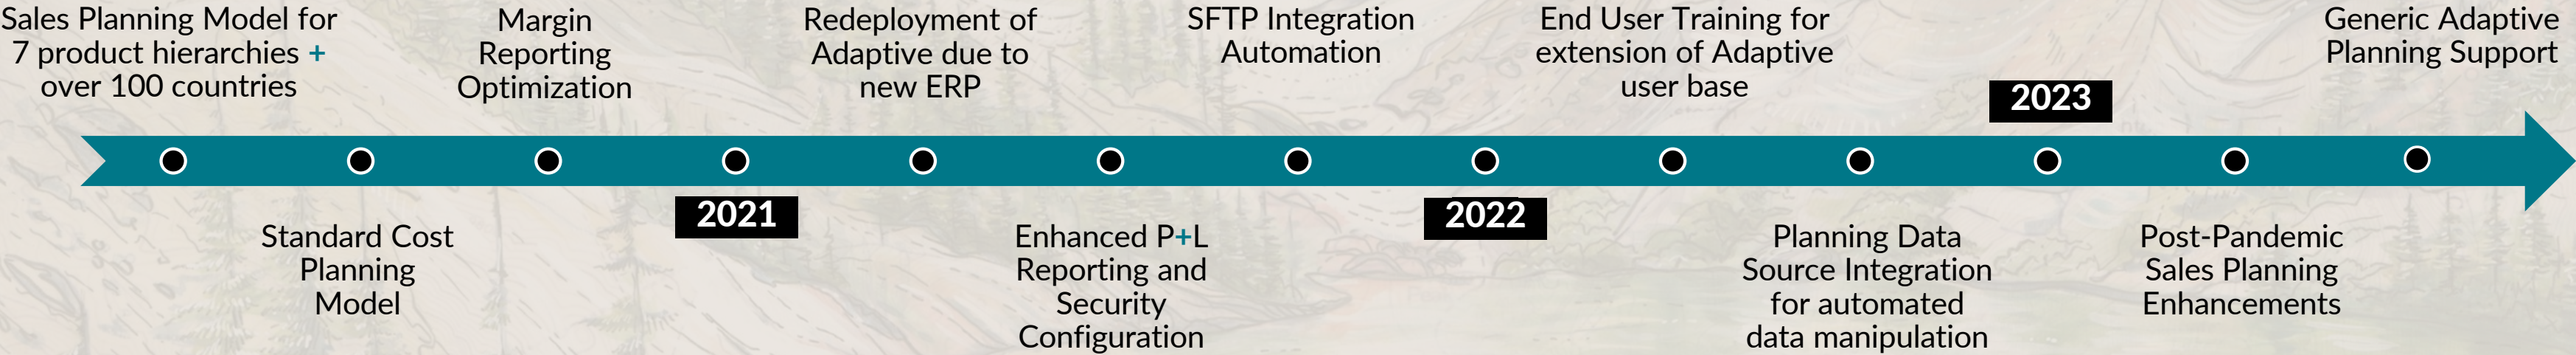 Sales Planning Model for
7 product hierarchies +
over 100 countries
Standard Cost
Planning
Model
Margin
Reporting
Optimization
2021
Redeployment of
Adaptive due to
new ERP
Enhanced P+L
Reporting and
Security
Configuration
SFTP Integration
Automation
2022
End User Training for
extension of Adaptive
user base
Planning Data
Source Integration
for automated
data manipulation
2023
Post-Pandemic
Sales Planning
Enhancements
Generic Adaptive
Planning Support